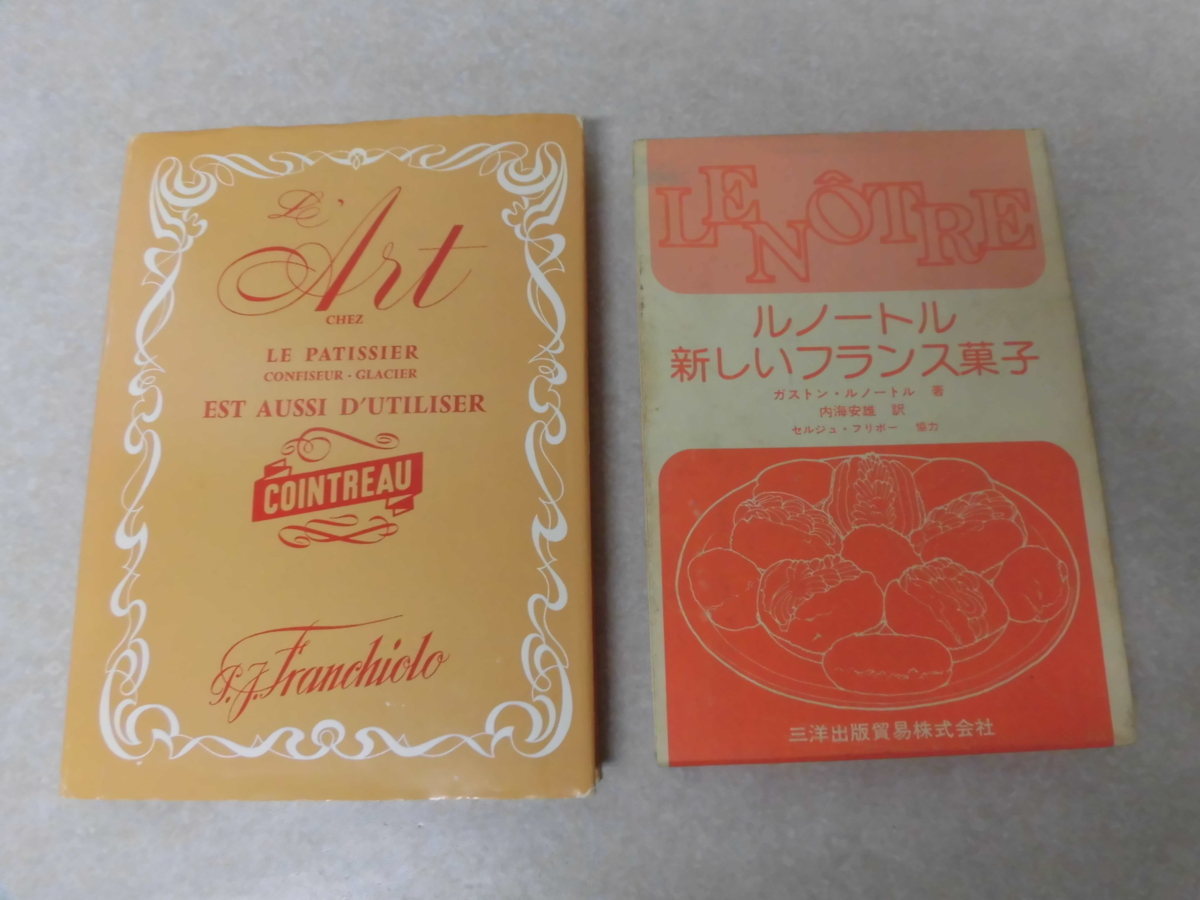 L'Art
CHEZ
LE PATISSIER
CONFISEUR · GLACIER
EST AUSSI D'UTILISER
COINTREAU
P.J. Franchiolo
LENÔTRE
ルノートル
新しいフランス菓子
ガストン・ルノートル 著
内海安雄 訳
セルジュ・フリボー 協力
三洋出版貿易株式会社